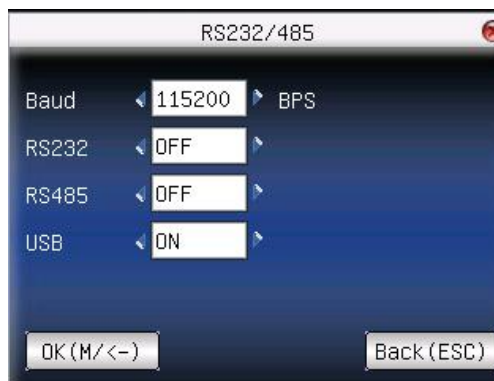 RS232/485
Baud 115200 BPS
RS232 OFF
RS485 OFF
USB ON
OK(M/<-) Back(ESC)